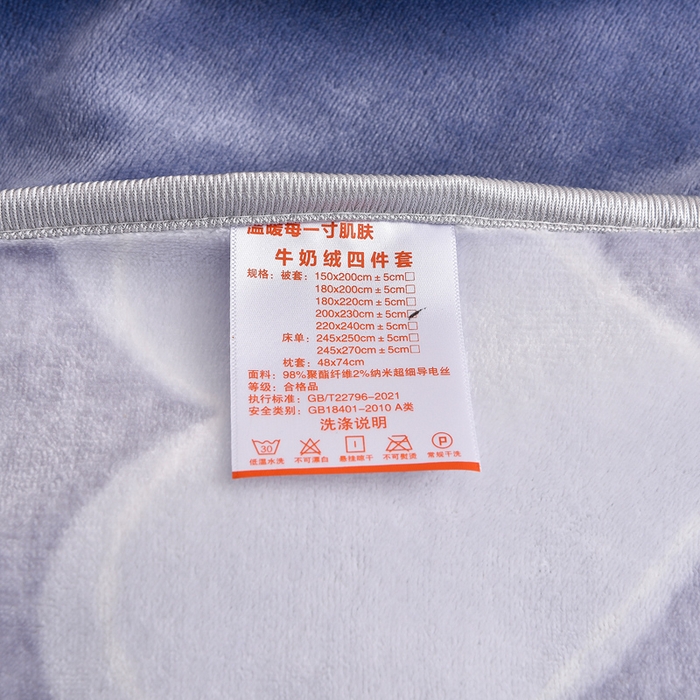 温暖每一寸肌肤
牛奶绒四件套
规格：被套：150x200cm±5cm□
180x200cm±5cm□
180x220cm±5cm□
200x230cm±5cm☑
220x240cm±5cm□
床单：245x250cm±5cm□
245x270cm±5cm□
枕套：48x74cm
面料：98%聚酯纤维2%纳米超细导电丝
等级：合格品
执行标准：GB/T22796-2021
安全类别：GB18401-2010 A类
洗涤说明
30 P
低温水洗 不可漂白 悬挂晾干 不可熨烫 常规干洗